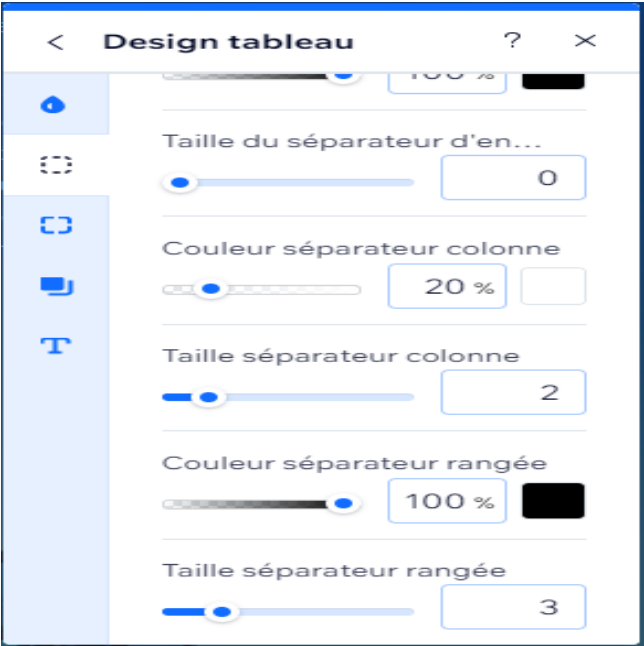 < Design tableau ? ×
100 %
Taille du séparateur d'en...
0
Couleur séparateur colonne
20 %
Taille séparateur colonne
2
Couleur séparateur rangée
100 %
Taille séparateur rangée
3
T